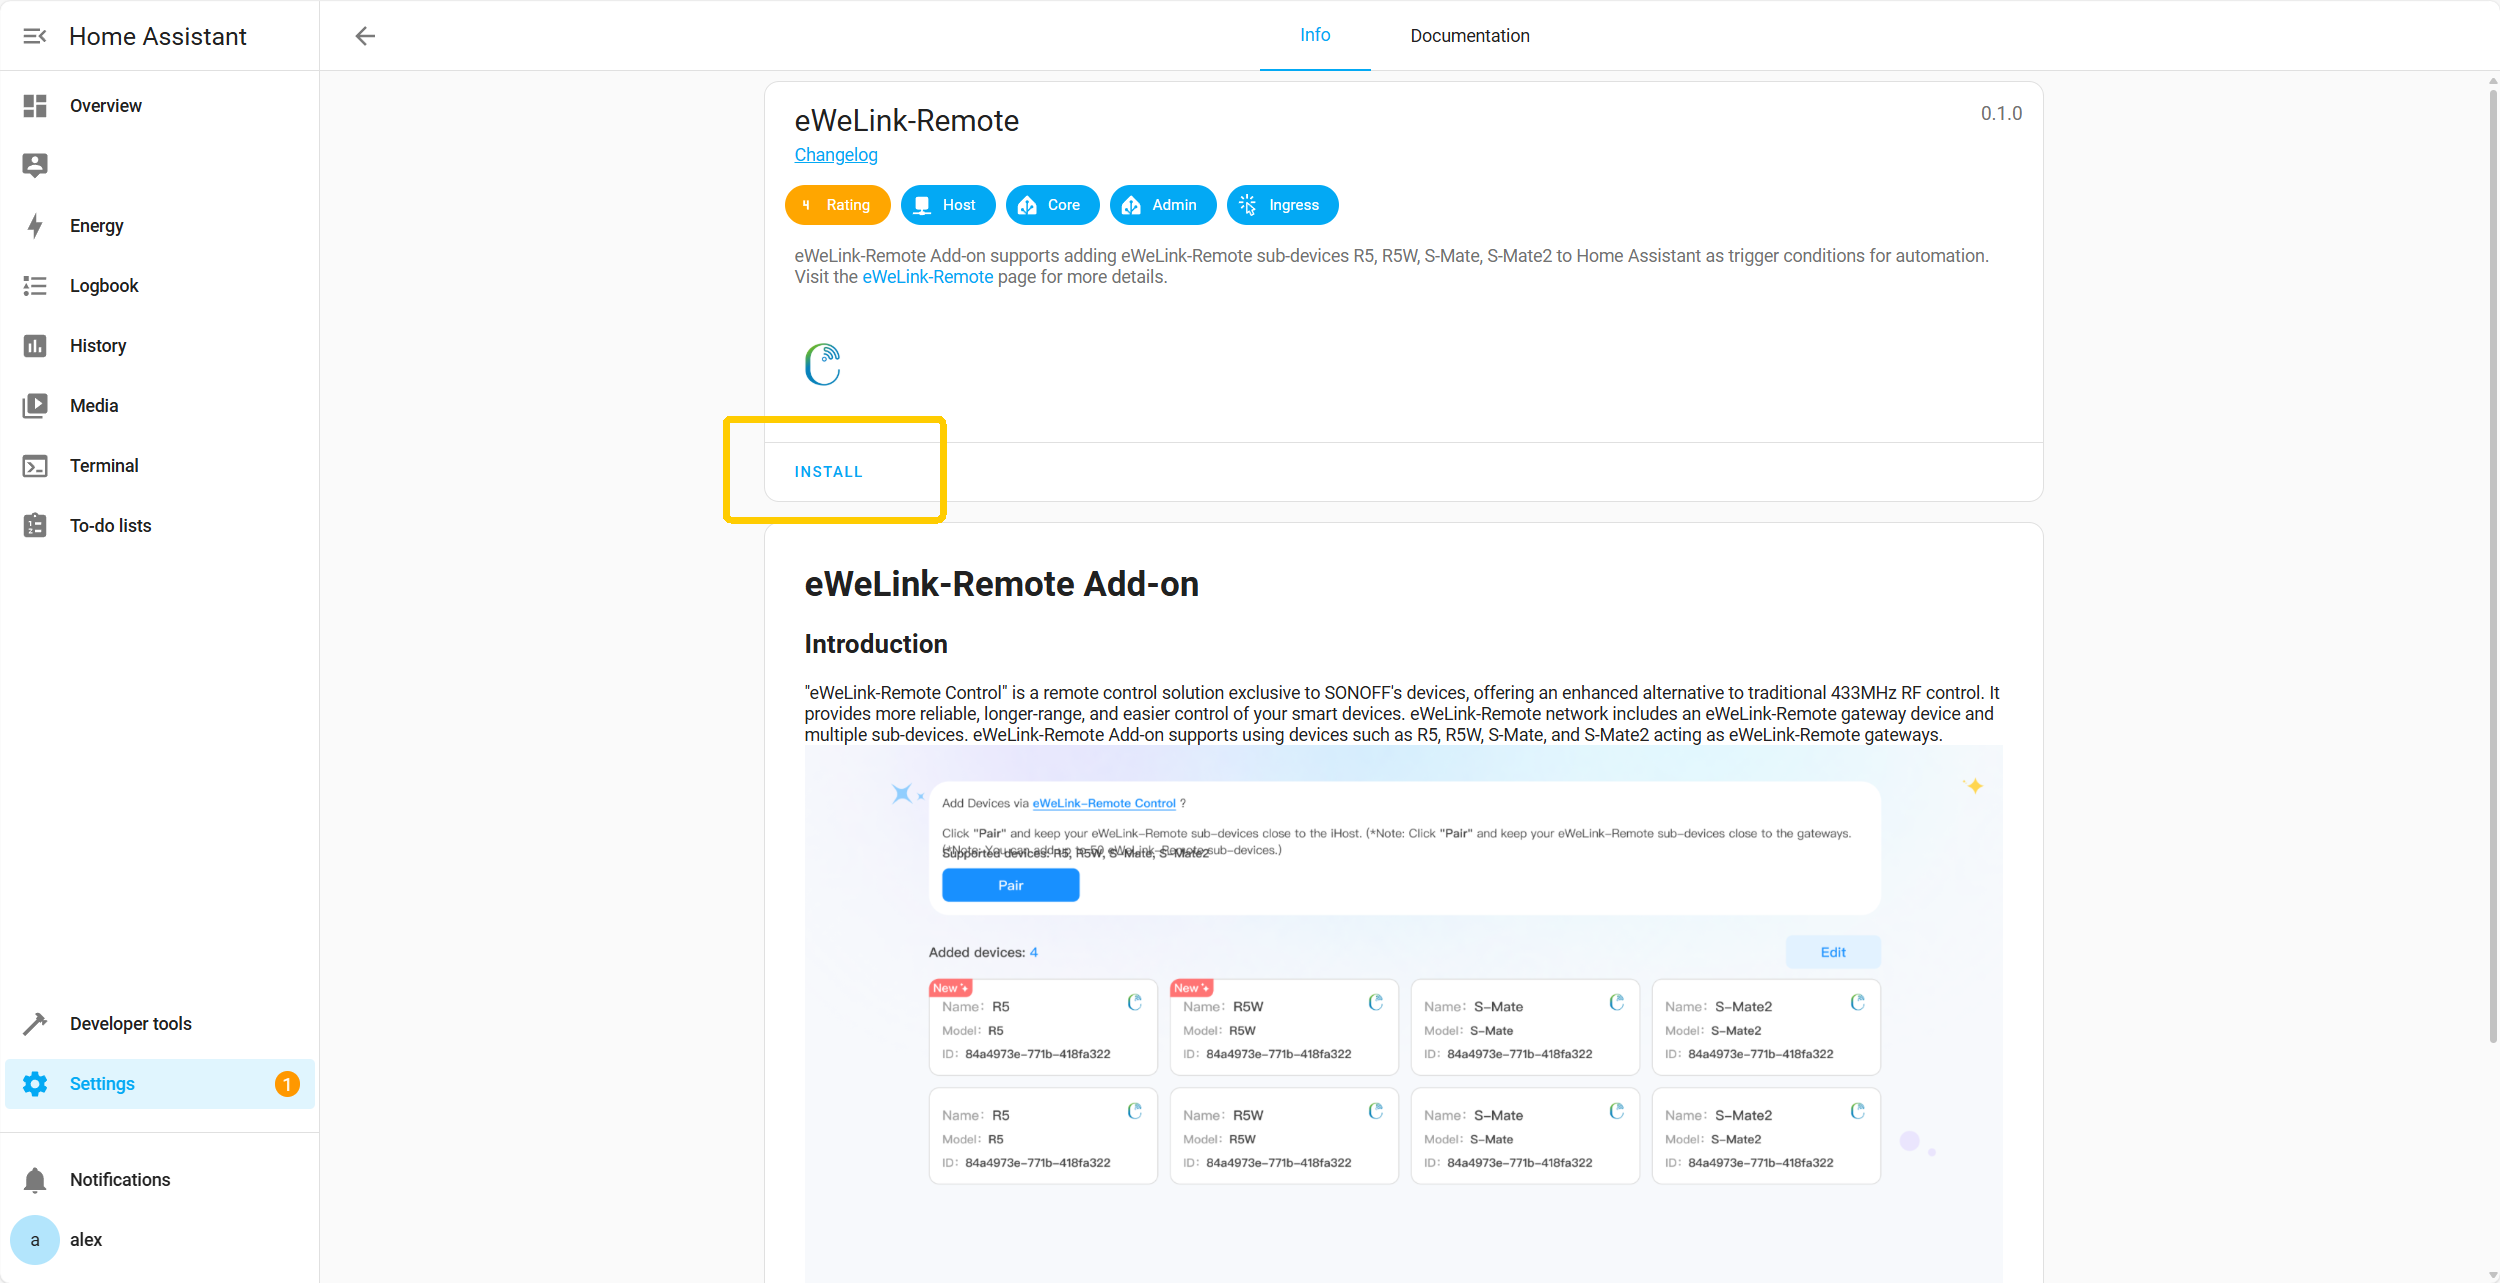 Home Assistant
Info
Documentation
Overview
Energy
Logbook
History
Media
Terminal
To-do lists
Developer tools
Settings
1
Notifications
a
alex
eWeLink-Remote
0.1.0
Changelog
4 Rating
Host
Core
Admin
Ingress
eWeLink-Remote Add-on supports adding eWeLink-Remote sub-devices R5, R5W, S-Mate, S-Mate2 to Home Assistant as trigger conditions for automation.
Visit the eWeLink-Remote page for more details.
INSTALL
eWeLink-Remote Add-on
Introduction
"eWeLink-Remote Control" is a remote control solution exclusive to SONOFF's devices, offering an enhanced alternative to traditional 433MHz RF control. It
provides more reliable, longer-range, and easier control of your smart devices. eWeLink-Remote network includes an eWeLink-Remote gateway device and
multiple sub-devices. eWeLink-Remote Add-on supports using devices such as R5, R5W, S-Mate, and S-Mate2 acting as eWeLink-Remote gateways.
Add Devices via eWeLink-Remote Control ?
Click "Pair" and keep your eWeLink-Remote sub-devices close to the iHost. (*Note: Click "Pair" and keep your eWeLink-Remote sub-devices close to the gateways.
(*Note: You can add up to 50 eWeLink-Remote sub-devices.)
Supported devices: R5, R5W, S-Mate, S-Mate2
Pair
Added devices: 4
Edit
New
Name: R5
Model: R5
ID: 84a4973e-771b-418fa322
New
Name: R5W
Model: R5W
ID: 84a4973e-771b-418fa322
Name: S-Mate
Model: S-Mate
ID: 84a4973e-771b-418fa322
Name: S-Mate2
Model: S-Mate2
ID: 84a4973e-771b-418fa322
Name: R5
Model: R5
ID: 84a4973e-771b-418fa322
Name: R5W
Model: R5W
ID: 84a4973e-771b-418fa322
Name: S-Mate
Model: S-Mate
ID: 84a4973e-771b-418fa322
Name: S-Mate2
Model: S-Mate2
ID: 84a4973e-771b-418fa322